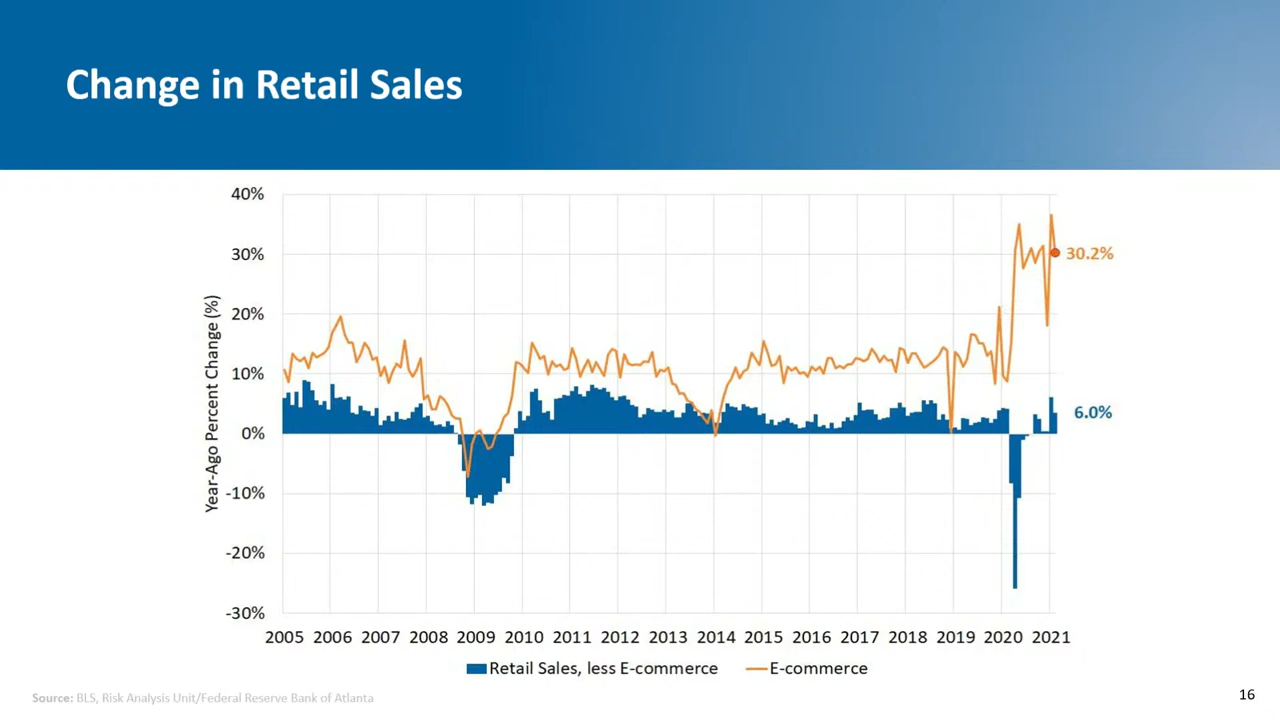 Change in Retail Sales
40%
30%
20%
10%
0%
-10%
-20%
-30%
Year-Ago Percent Change (%)
30.2%
6.0%
2005 2006 2007 2008 2009 2010 2011 2012 2013 2014 2015 2016 2017 2018 2019 2020 2021
Retail Sales, less E-commerce E-commerce
Source: BLS, Risk Analysis Unit/Federal Reserve Bank of Atlanta
16